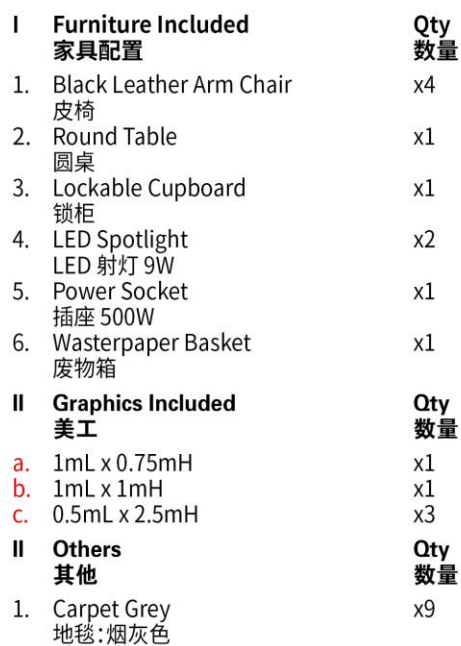 I Furniture Included Qty
家具配置 数量
1. Black Leather Arm Chair x4
皮椅
2. Round Table x1
圆桌
3. Lockable Cupboard x1
锁柜
4. LED Spotlight x2
LED 射灯 9W
5. Power Socket x1
插座 500W
6. Wasterpaper Basket x1
废物箱
II Graphics Included Qty
美工 数量
a. 1mL x 0.75mH x1
b. 1mL x 1mH x1
c. 0.5mL x 2.5mH x3
II Others Qty
其他 数量
1. Carpet Grey x9
地毯:烟灰色